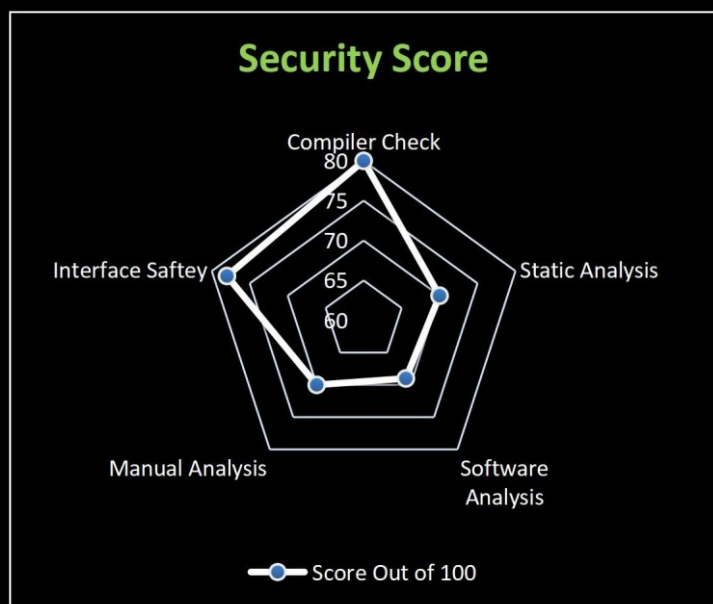 Security Score
Compiler Check
80
75
70
65
60
Interface Saftey
Static Analysis
Manual Analysis
Software
Analysis
Score Out of 100